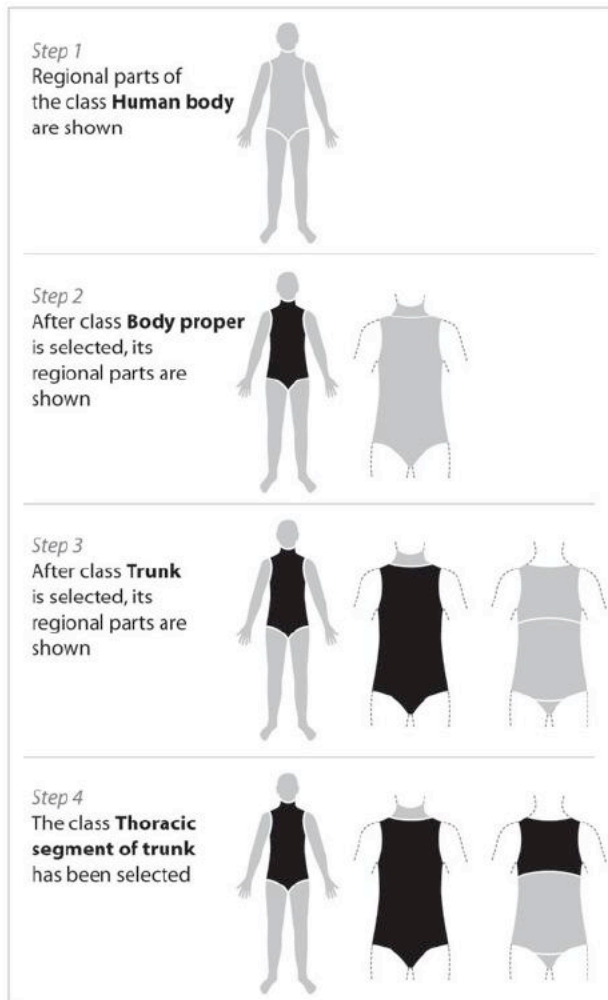 Step 1
Regional parts of
the class Human body
are shown
Step 2
After class Body proper
is selected, its
regional parts are
shown
Step 3
After class Trunk
is selected, its
regional parts are
shown
Step 4
The class Thoracic
segment of trunk
has been selected